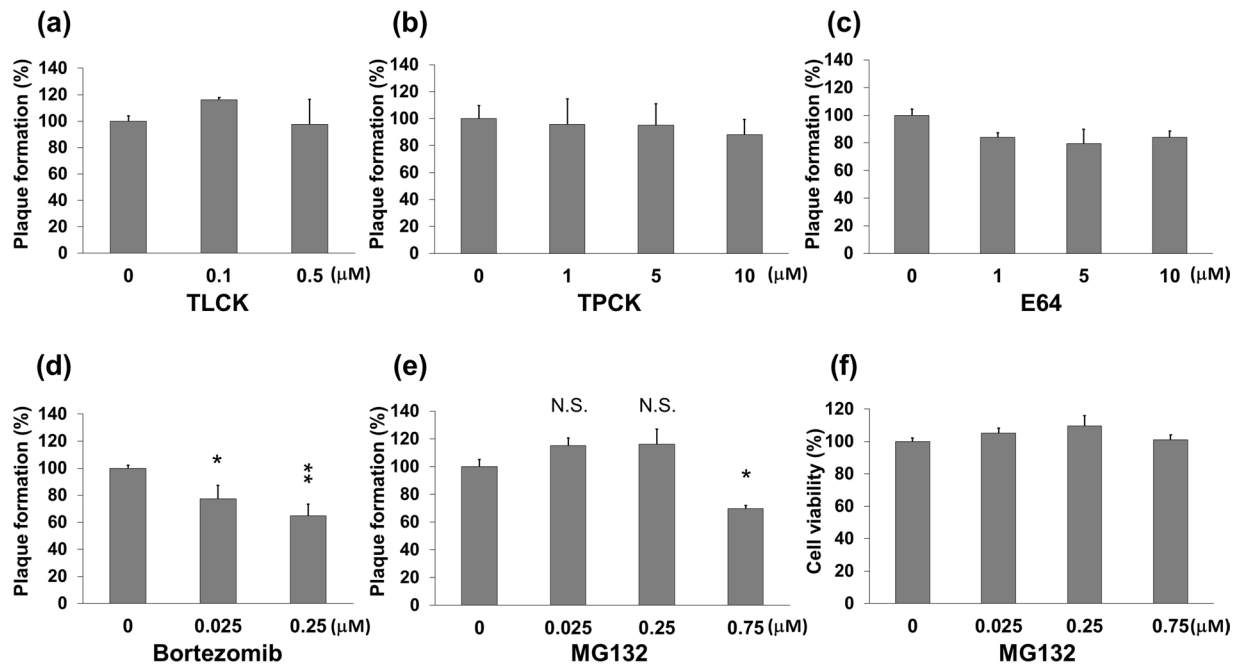 (a)
Plaque formation (%)
140
120
100
80
60
40
20
0
0 0.1 0.5 (μM)
TLCK
(b)
Plaque formation (%)
140
120
100
80
60
40
20
0
0 1 5 10 (μM)
TPCK
(c)
Plaque formation (%)
140
120
100
80
60
40
20
0
0 1 5 10 (μM)
E64
(d)
Plaque formation (%)
140
120
100
80
60
40
20
0
*
**
0 0.025 0.25 (μM)
Bortezomib
(e)
Plaque formation (%)
140
120
100
80
60
40
20
0
N.S. N.S.
*
0 0.025 0.25 0.75 (μM)
MG132
(f)
Cell viability (%)
120
100
80
60
40
20
0
0 0.025 0.25 0.75 (μM)
MG132